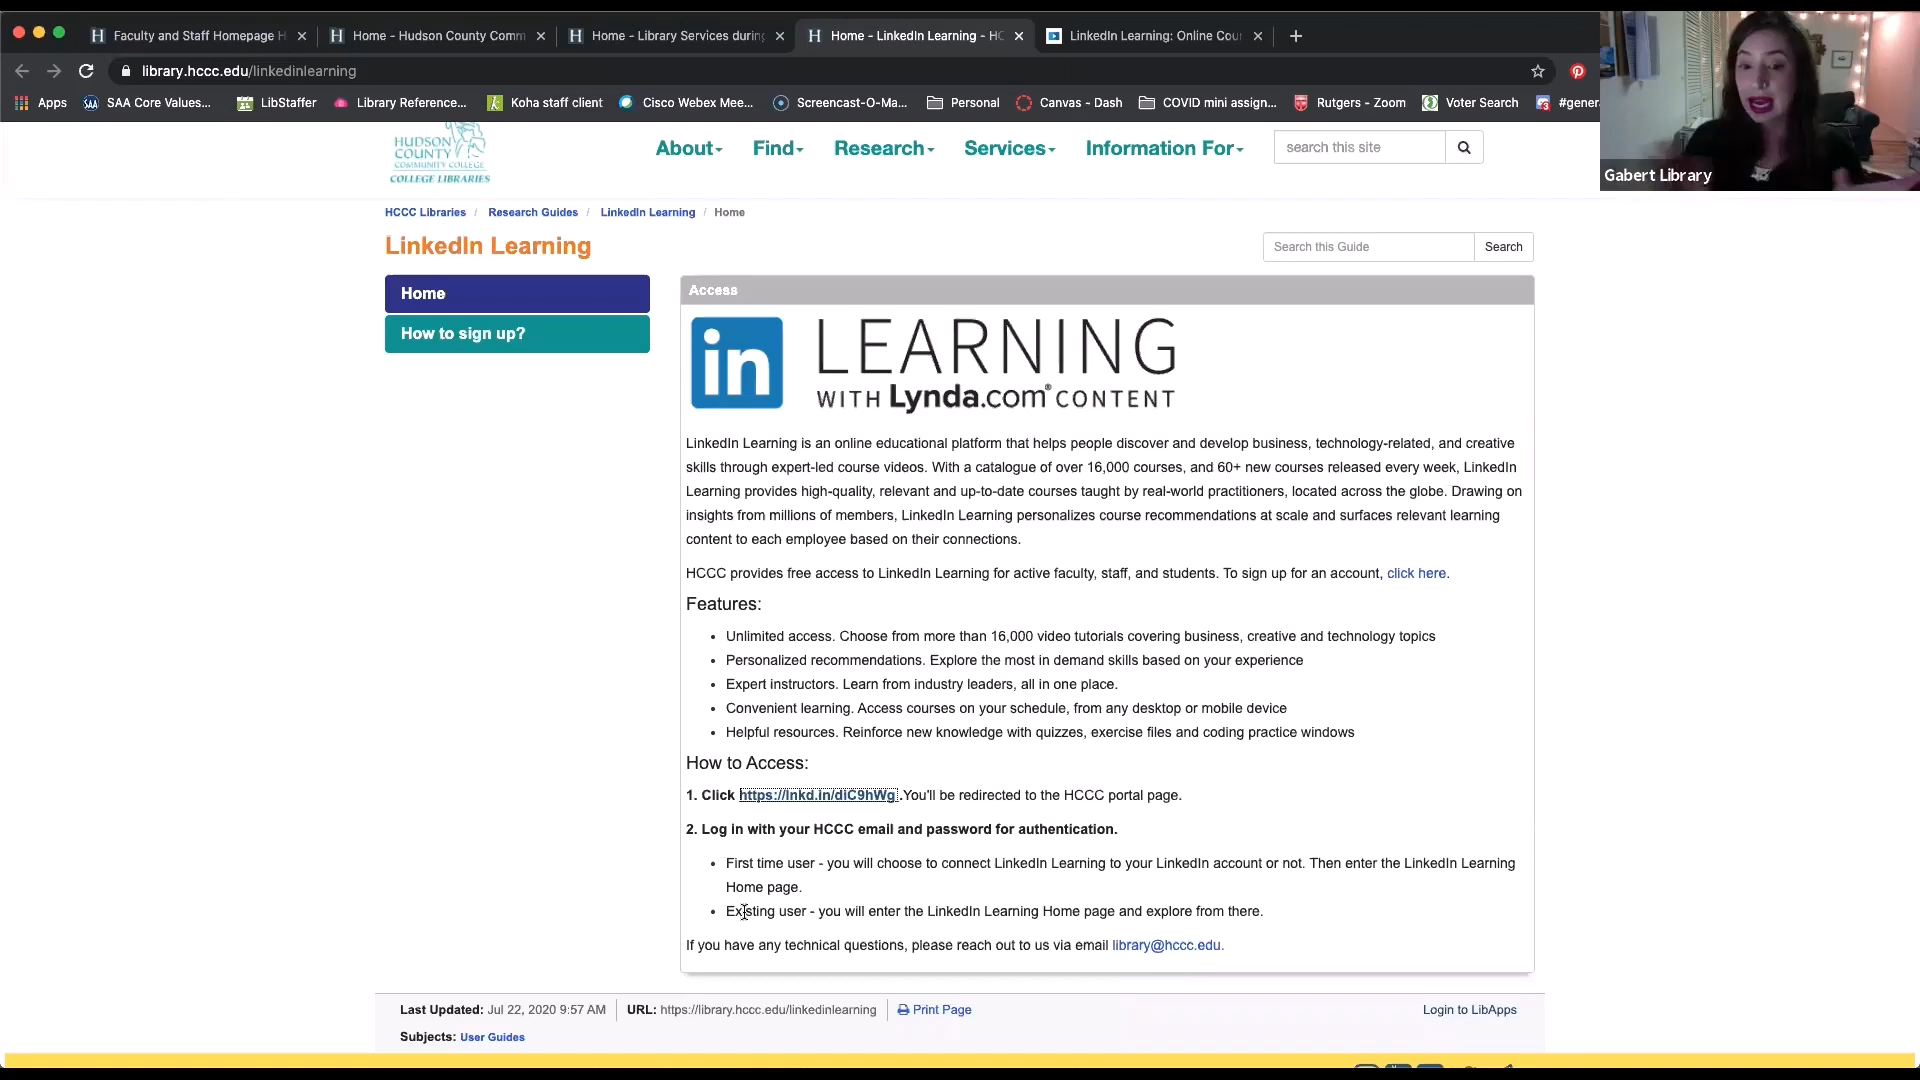 Faculty and Staff Homepage H
Home - Hudson County Comm
Home - Library Services during
Home - LinkedIn Learning - HC
LinkedIn Learning: Online Cou
library.hccc.edu/linkedinlearning
Apps
SAA Core Values...
LibStaffer
Library Reference...
Koha staff client
Cisco Webex Mee...
Screencast-O-Ma...
Personal
Canvas - Dash
COVID mini assign...
Rutgers - Zoom
Voter Search
#gener
Gabert Library
HUDSON
COUNTY
COMMUNITY COLLEGE
COLLEGE LIBRARIES
About
Find
Research
Services
Information For
search this site
HCCC Libraries / Research Guides / LinkedIn Learning / Home
LinkedIn Learning
Search this Guide
Search
Home
How to sign up?
Access
in LEARNING
WITH Lynda.com® CONTENT
LinkedIn Learning is an online educational platform that helps people discover and develop business, technology-related, and creative
skills through expert-led course videos. With a catalogue of over 16,000 courses, and 60+ new courses released every week, LinkedIn
Learning provides high-quality, relevant and up-to-date courses taught by real-world practitioners, located across the globe. Drawing on
insights from millions of members, LinkedIn Learning personalizes course recommendations at scale and surfaces relevant learning
content to each employee based on their connections.
HCCC provides free access to LinkedIn Learning for active faculty, staff, and students. To sign up for an account, click here.
Features:
• Unlimited access. Choose from more than 16,000 video tutorials covering business, creative and technology topics
• Personalized recommendations. Explore the most in demand skills based on your experience
• Expert instructors. Learn from industry leaders, all in one place.
• Convenient learning. Access courses on your schedule, from any desktop or mobile device
• Helpful resources. Reinforce new knowledge with quizzes, exercise files and coding practice windows
How to Access:
1. Click https://lnkd.in/diC9hWg .You'll be redirected to the HCCC portal page.
2. Log in with your HCCC email and password for authentication.
• First time user - you will choose to connect LinkedIn Learning to your LinkedIn account or not. Then enter the LinkedIn Learning
Home page.
• Existing user - you will enter the LinkedIn Learning Home page and explore from there.
If you have any technical questions, please reach out to us via email library@hccc.edu.
Last Updated: Jul 22, 2020 9:57 AM
URL: https://library.hccc.edu/linkedinlearning
Print Page
Login to LibApps
Subjects: User Guides